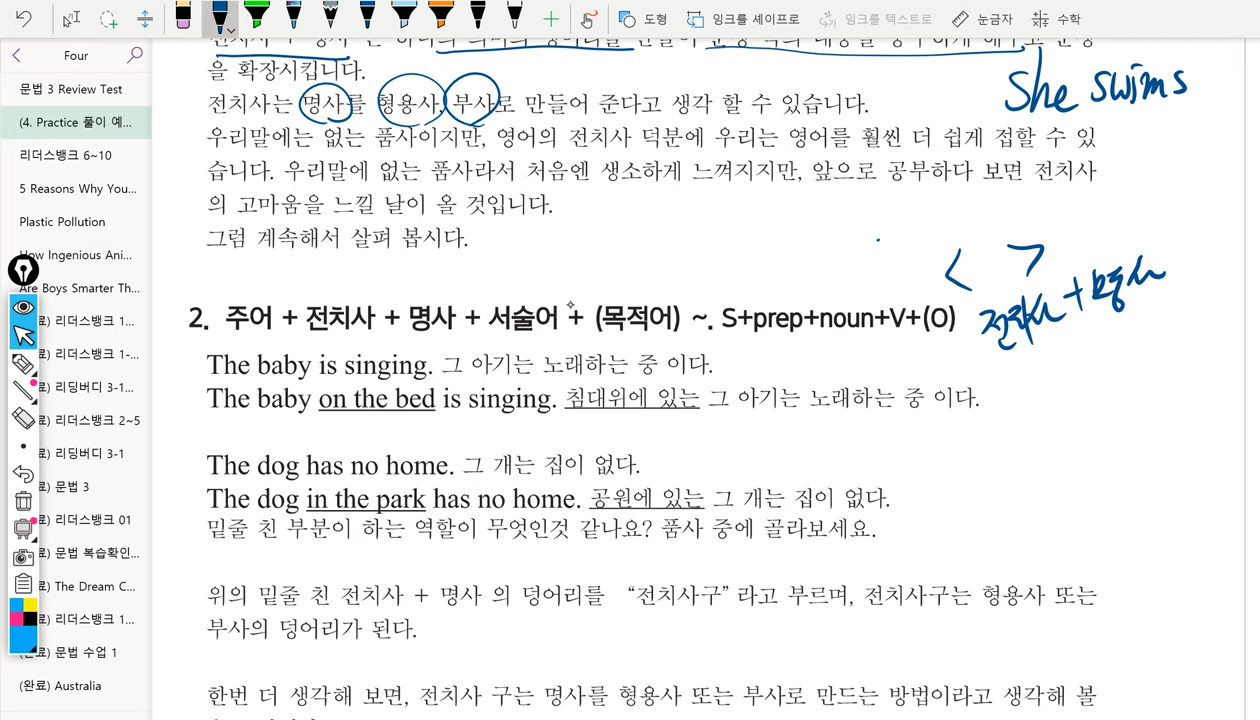 도형
잉크를 셰이프로
잉크를 텍스트로
눈금자
수학
Four
문법 3 Review Test
(4. Practice 풀이 예...
리더스뱅크 6~10
5 Reasons Why You...
Plastic Pollution
How Ingenious Ani...
Are Boys Smarter Th...
료) 리더스뱅크 1...
료) 리더스뱅크 1-...
료) 리딩버디 3-1...
료) 리더스뱅크 2~5
료) 리딩버디 3-1
료) 문법 3
료) 리더스뱅크 01
료) 문법 복습확인...
료) The Dream C...
료) 리더스뱅크 1...
(완료) 문법 수업 1
(완료) Australia
을 확장시킵니다.
She swims
전치사는 명사를 형용사, 부사로 만들어 준다고 생각 할 수 있습니다.
우리말에는 없는 품사이지만, 영어의 전치사 덕분에 우리는 영어를 훨씬 더 쉽게 접할 수 있
습니다. 우리말에 없는 품사라서 처음엔 생소하게 느껴지지만, 앞으로 공부하다 보면 전치사
의 고마움을 느낄 날이 올 것입니다.
그럼 계속해서 살펴 봅시다.
< >
전치사 + 명사
2. 주어 + 전치사 + 명사 + 서술어 + (목적어) ~. S+prep+noun+V+(O)
The baby is singing. 그 아기는 노래하는 중 이다.
The baby on the bed is singing. 침대위에 있는 그 아기는 노래하는 중 이다.
The dog has no home. 그 개는 집이 없다.
The dog in the park has no home. 공원에 있는 그 개는 집이 없다.
밑줄 친 부분이 하는 역할이 무엇인것 같나요? 품사 중에 골라보세요.
위의 밑줄 친 전치사 + 명사 의 덩어리를 “전치사구” 라고 부르며, 전치사구는 형용사 또는
부사의 덩어리가 된다.
한번 더 생각해 보면, 전치사 구는 명사를 형용사 또는 부사로 만드는 방법이라고 생각해 볼